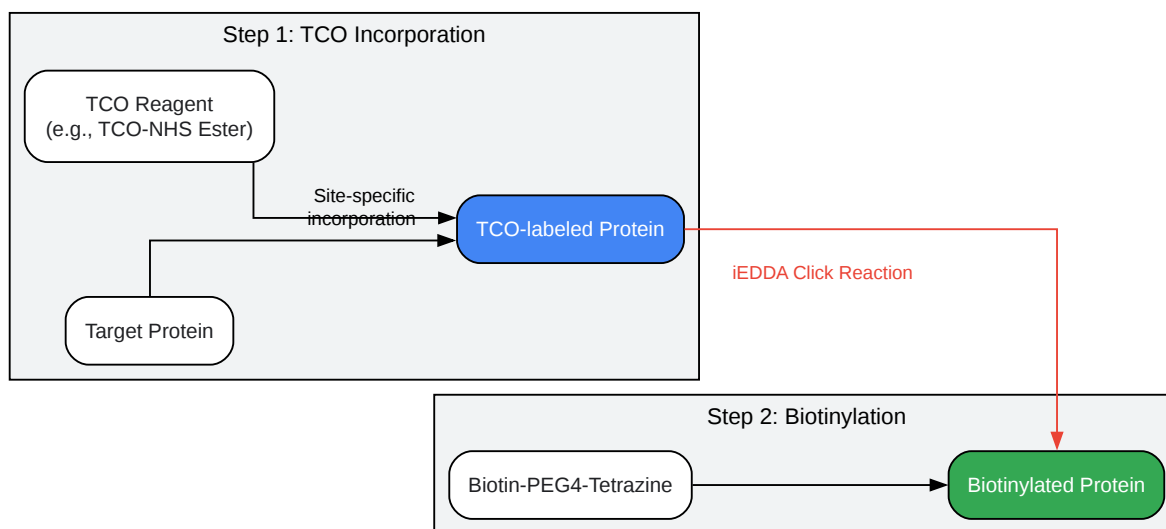 Step 1: TCO Incorporation
TCO Reagent
(e.g., TCO-NHS Ester)
Site-specific
incorporation
TCO-labeled Protein
iEDDA Click Reaction
Target Protein
Step 2: Biotinylation
Biotin-PEG4-Tetrazine
Biotinylated Protein